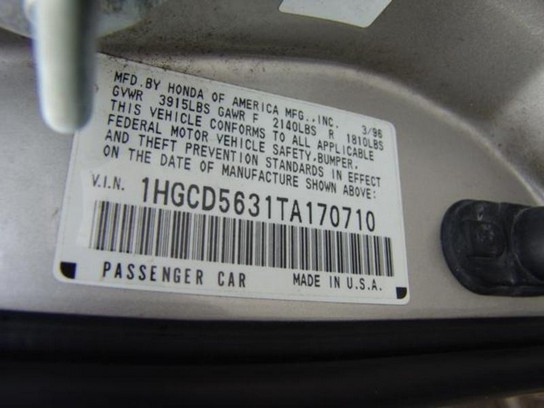 MFD.BY HONDA OF AMERICA MFG.,INC. 3/96
GVWR 3915LBS GAWR F 2140LBS R 1810LBS
THIS VEHICLE CONFORMS TO ALL APPLICABLE
FEDERAL MOTOR VEHICLE SAFETY,BUMPER,
AND THEFT PREVENTION STANDARDS IN EFFECT
ON THE DATE OF MANUFACTURE SHOWN ABOVE:
V.I.N. 1HGCD5631TA170710
PASSENGER CAR MADE IN U.S.A.